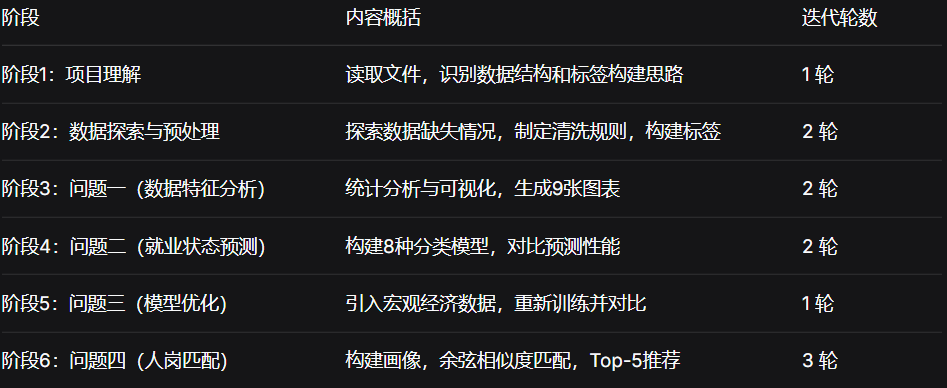 阶段 内容概括 迭代轮数
阶段1：项目理解 读取文件，识别数据结构和标签构建思路 1 轮
阶段2：数据探索与预处理 探索数据缺失情况，制定清洗规则，构建标签 2 轮
阶段3：问题一（数据特征分析） 统计分析与可视化，生成9张图表 2 轮
阶段4：问题二（就业状态预测） 构建8种分类模型，对比预测性能 2 轮
阶段5：问题三（模型优化） 引入宏观经济数据，重新训练并对比 1 轮
阶段6：问题四（人岗匹配） 构建画像，余弦相似度匹配，Top-5推荐 3 轮